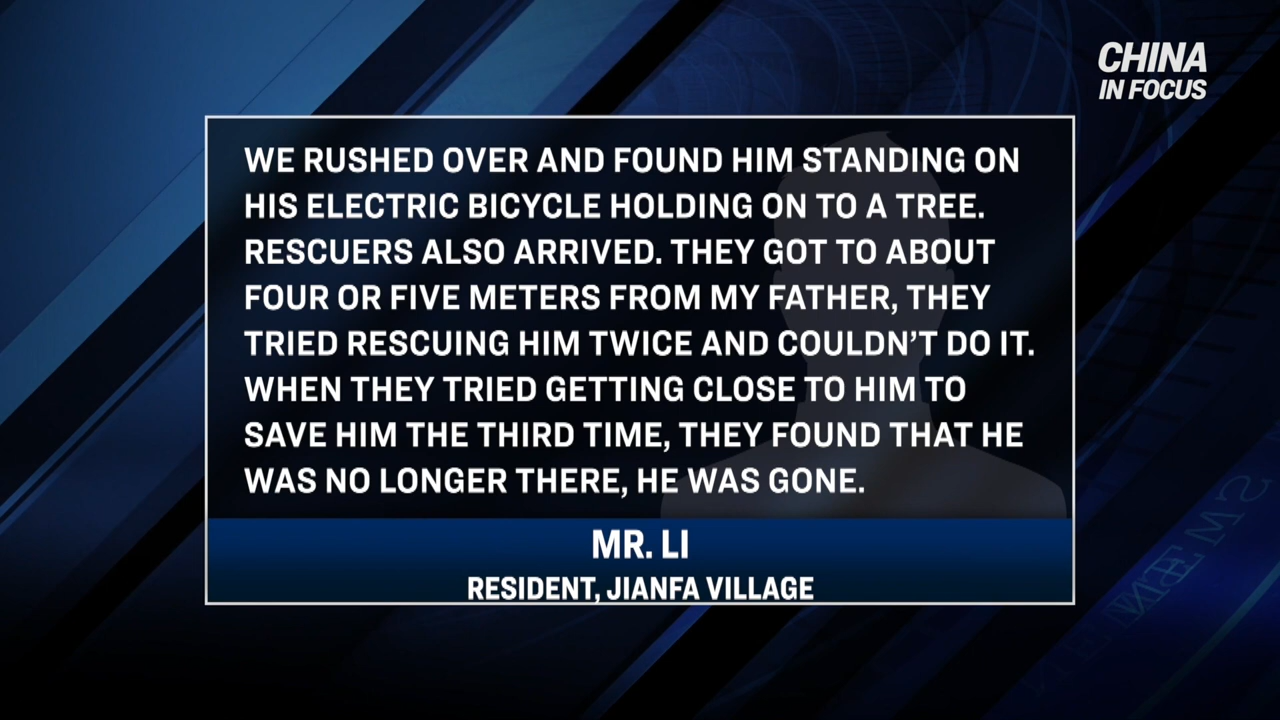 CHINA
IN FOCUS
WE RUSHED OVER AND FOUND HIM STANDING ON
HIS ELECTRIC BICYCLE HOLDING ON TO A TREE.
RESCUERS ALSO ARRIVED. THEY GOT TO ABOUT
FOUR OR FIVE METERS FROM MY FATHER, THEY
TRIED RESCUING HIM TWICE AND COULDN'T DO IT.
WHEN THEY TRIED GETTING CLOSE TO HIM TO
SAVE HIM THE THIRD TIME, THEY FOUND THAT HE
WAS NO LONGER THERE, HE WAS GONE.
MR. LI
RESIDENT, JIANFA VILLAGE